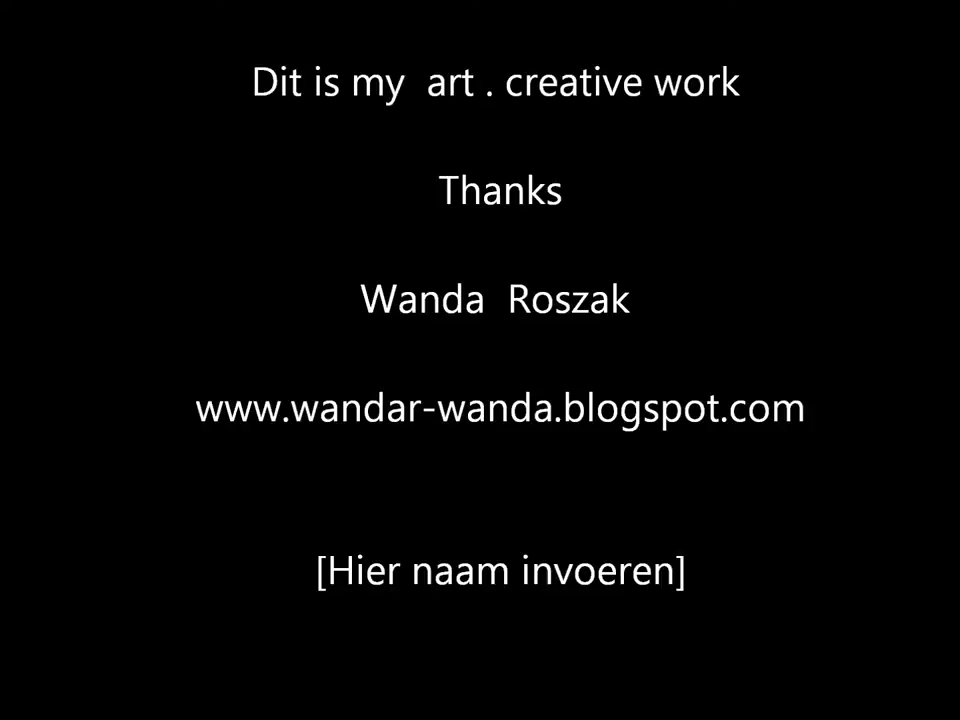 Dit is my  art . creative work
Thanks
Wanda  Roszak
www.wandar-wanda.blogspot.com
[Hier naam invoeren]